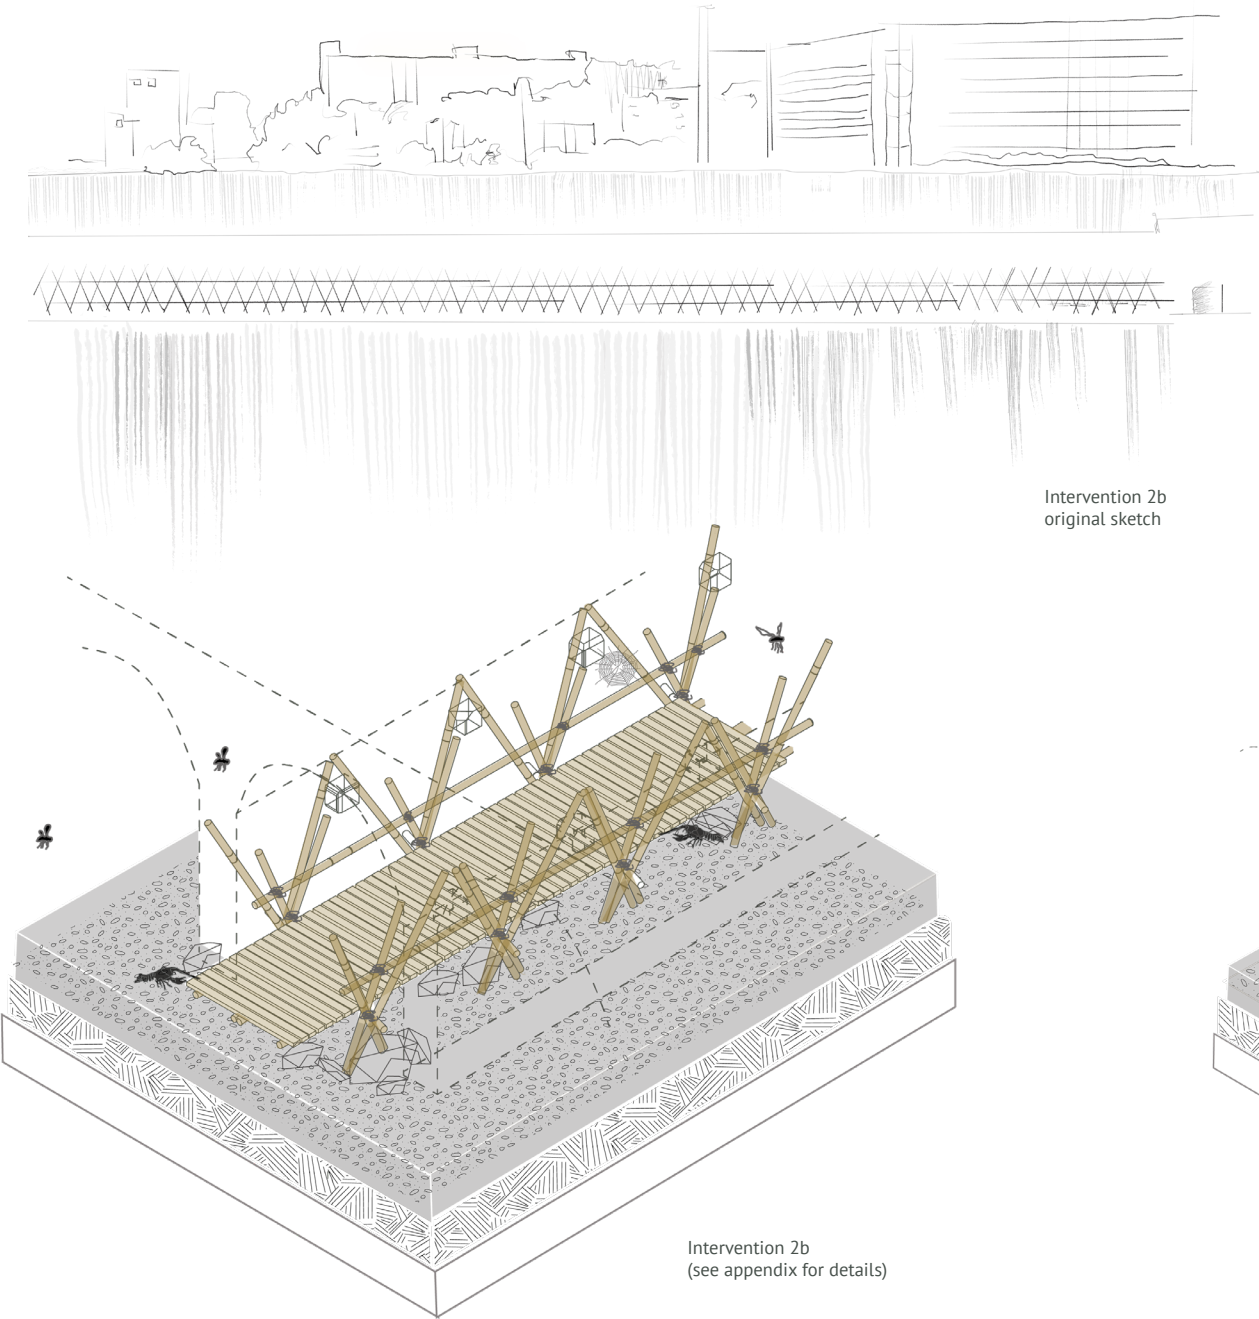 Intervention 2b
original sketch
Intervention 2b
(see appendix for details)